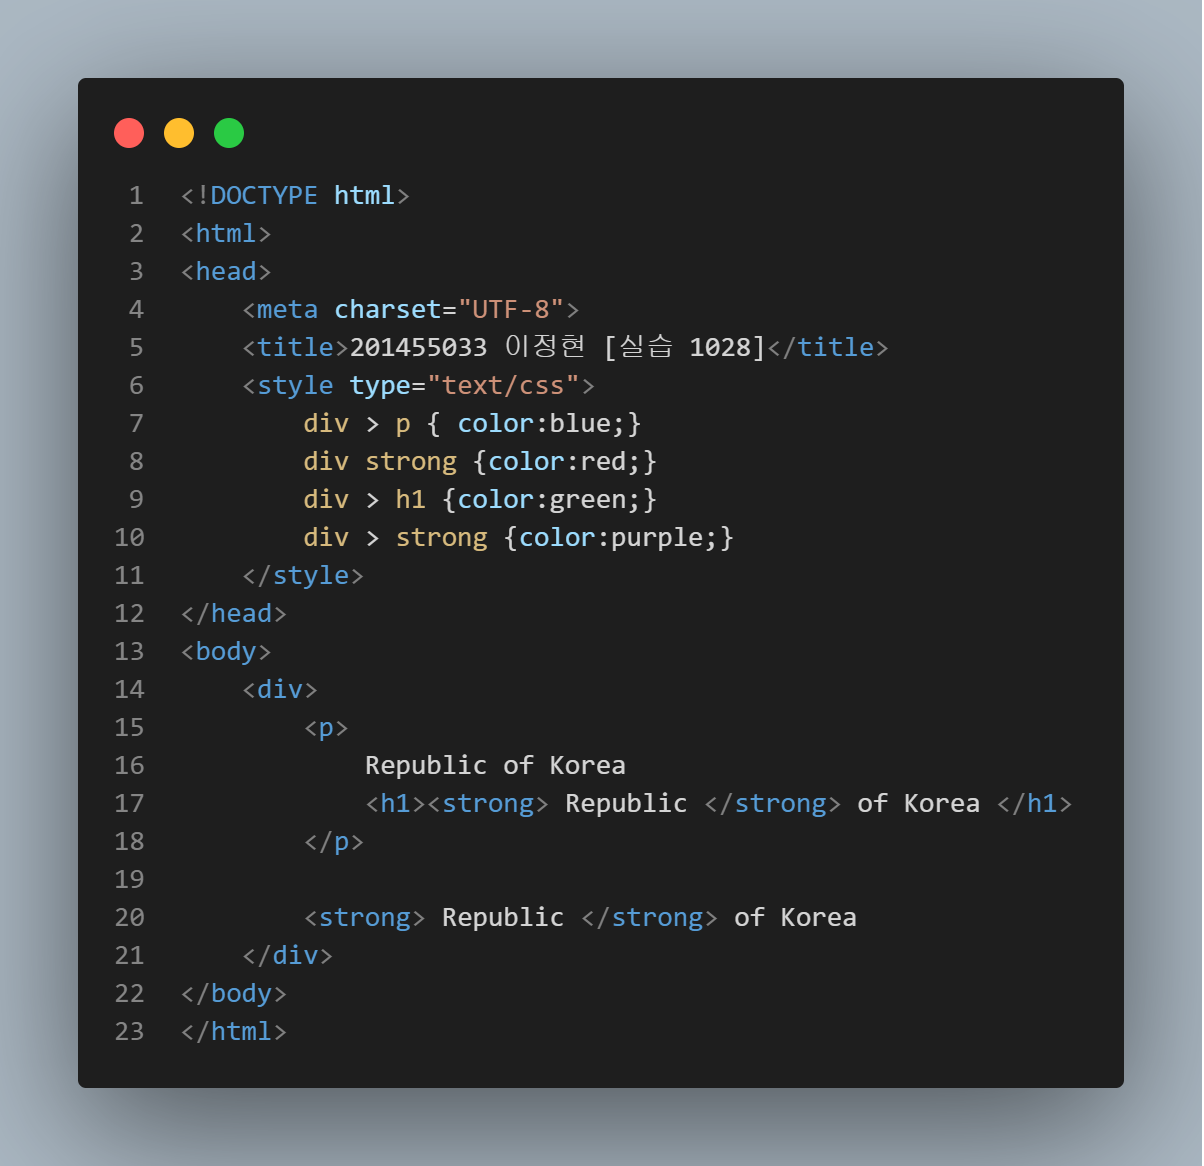 1 <!DOCTYPE html>
2 <html>
3 <head>
4     <meta charset="UTF-8">
5     <title>201455033 이정현 [실습 1028]</title>
6     <style type="text/css">
7         div > p { color:blue;}
8         div strong {color:red;}
9         div > h1 {color:green;}
10         div > strong {color:purple;}
11     </style>
12 </head>
13 <body>
14     <div>
15         <p>
16             Republic of Korea
17             <h1><strong> Republic </strong> of Korea </h1>
18         </p>
19
20         <strong> Republic </strong> of Korea
21     </div>
22 </body>
23 </html>